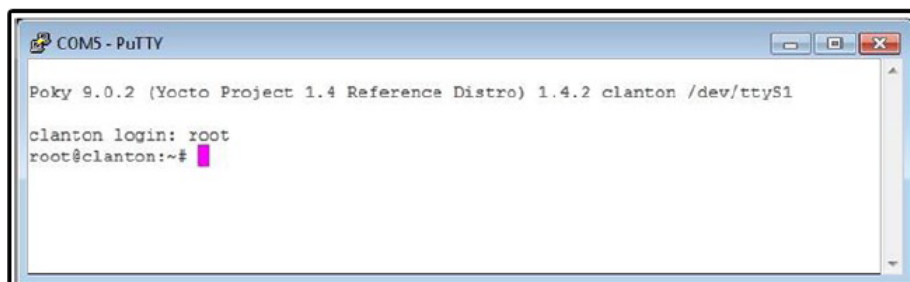 COM5 - PuTTY
Poky 9.0.2 (Yocto Project 1.4 Reference Distro) 1.4.2 clanton /dev/ttyS1
clanton login: root
root@clanton:~#